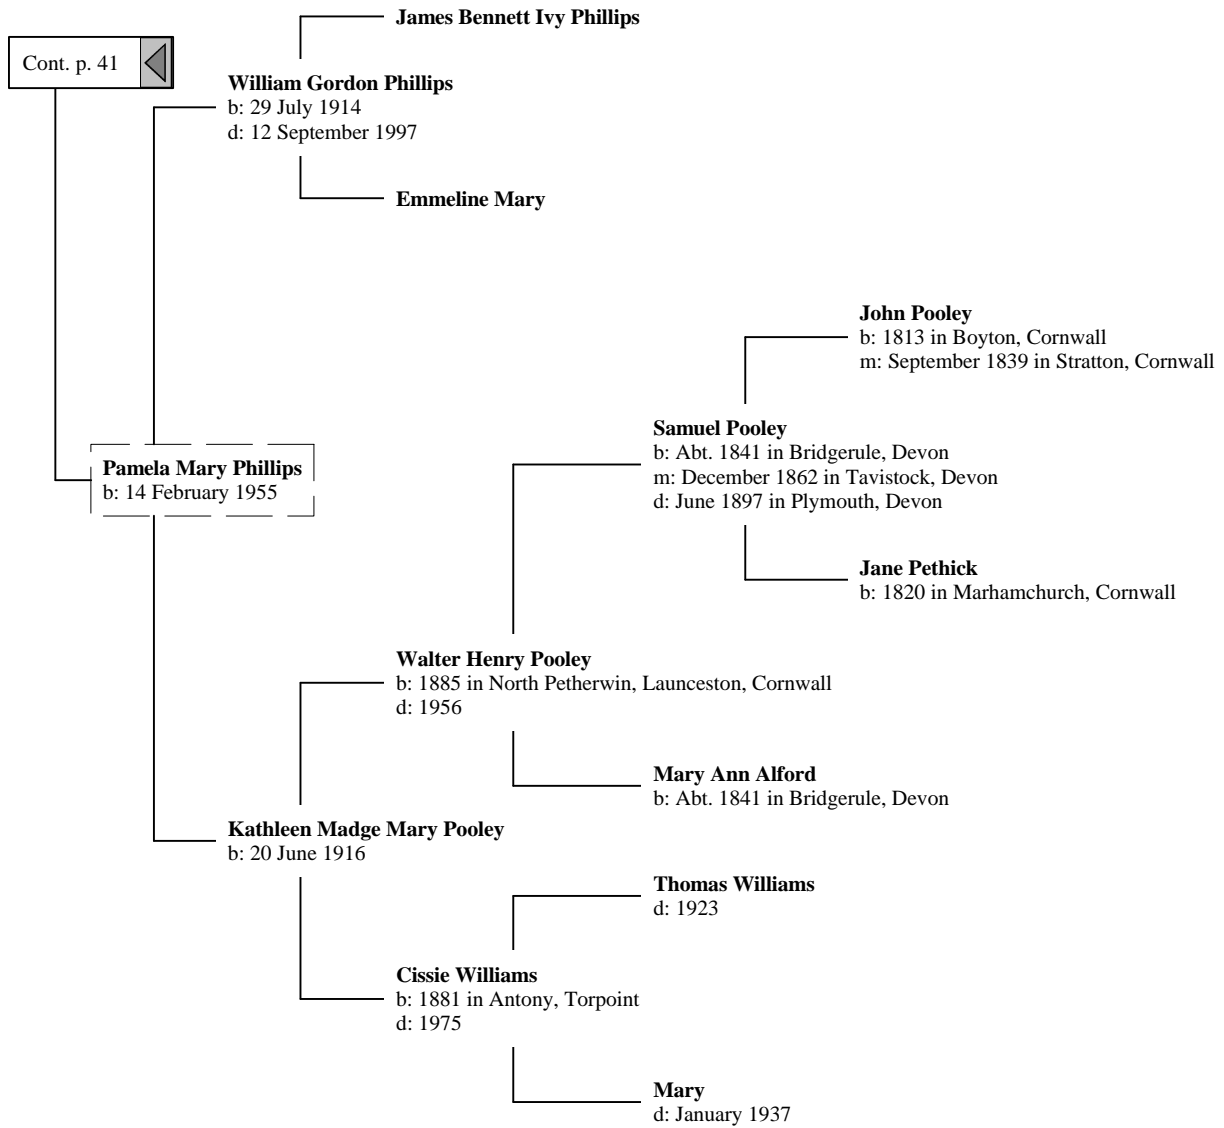 James Bennett Ivy Phillips
Cont. p. 41
William Gordon Phillips
b: 29 July 1914
d: 12 September 1997
Emmeline Mary
John Pooley
b: 1813 in Boyton, Cornwall
m: September 1839 in Stratton, Cornwall
Samuel Pooley
b: Abt. 1841 in Bridgerule, Devon
m: December 1862 in Tavistock, Devon
d: June 1897 in Plymouth, Devon
Pamela Mary Phillips
b: 14 February 1955
Jane Pethick
b: 1820 in Marhamchurch, Cornwall
Walter Henry Pooley
b: 1885 in North Petherwin, Launceston, Cornwall
d: 1956
Mary Ann Alford
b: Abt. 1841 in Bridgerule, Devon
Kathleen Madge Mary Pooley
b: 20 June 1916
Thomas Williams
d: 1923
Cissie Williams
b: 1881 in Antony, Torpoint
d: 1975
Mary
d: January 1937